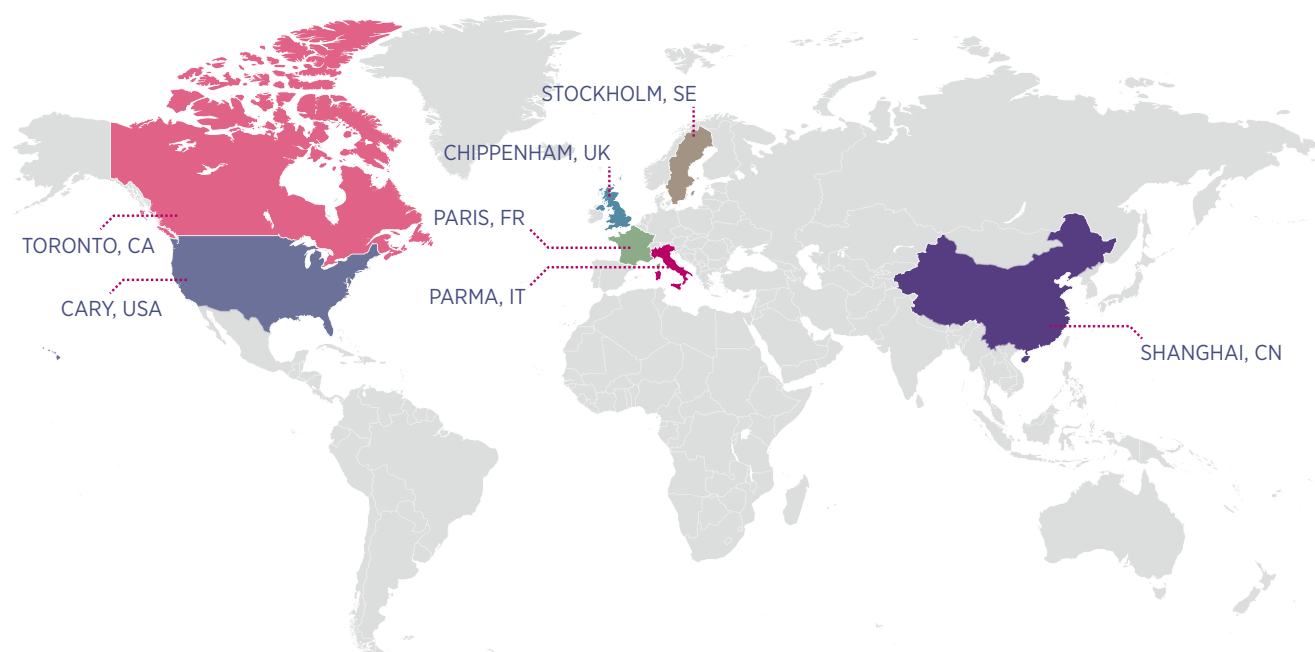 STOCKHOLM, SE
CHIPPENHAM, UK
PARIS, FR
TORONTO, CA
PARMA, IT
CARY, USA
SHANGHAI, CN